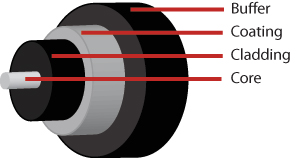 Buffer
Coating
Cladding
Core